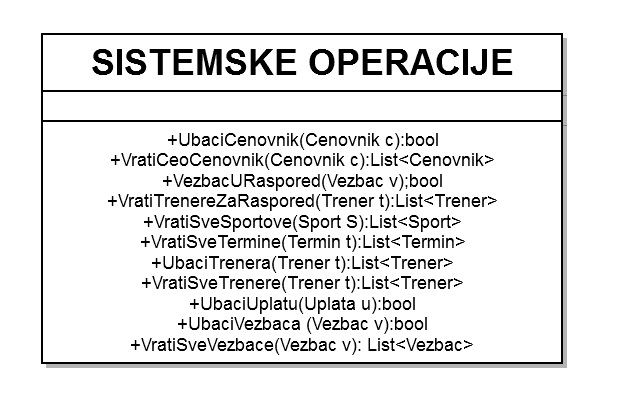 SISTEMSKE OPERACIJE
+UbaciCenovnik(Cenovnik c):bool
+VratiCeoCenovnik(Cenovnik c):List<Cenovnik>
+VezbacURaspored(Vezbac v);bool
+VratiTrenereZaRaspored(Trener t):List<Trener>
+VratiSveSportove(Sport S):List<Sport>
+VratiSveTermine(Termin t):List<Termin>
+UbaciTrenera(Trener t):List<Trener>
+VratiSveTrenere(Trener t):List<Trener>
+UbaciUplatu(Uplata u):bool
+UbaciVezbaca (Vezbac v):bool
+VratiSveVezbace(Vezbac v): List<Vezbac>